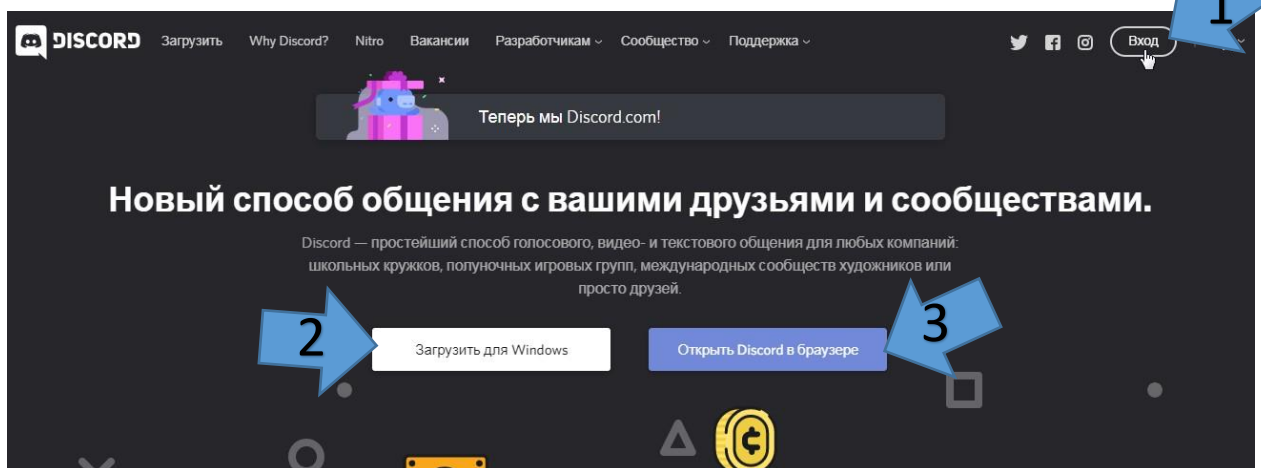 1
DISCORD Загрузить Why Discord? Nitro Вакансии Разработчикам Сообщество Поддержка Вход
Теперь мы Discord.com!
Новый способ общения с вашими друзьями и сообществами.
Discord — простейший способ голосового, видео- и текстового общения для любых компаний:
школьных кружков, полуночных игровых групп, международных сообществ художников или
просто друзей.
2 Загрузить для Windows Открыть Discord в браузере 3